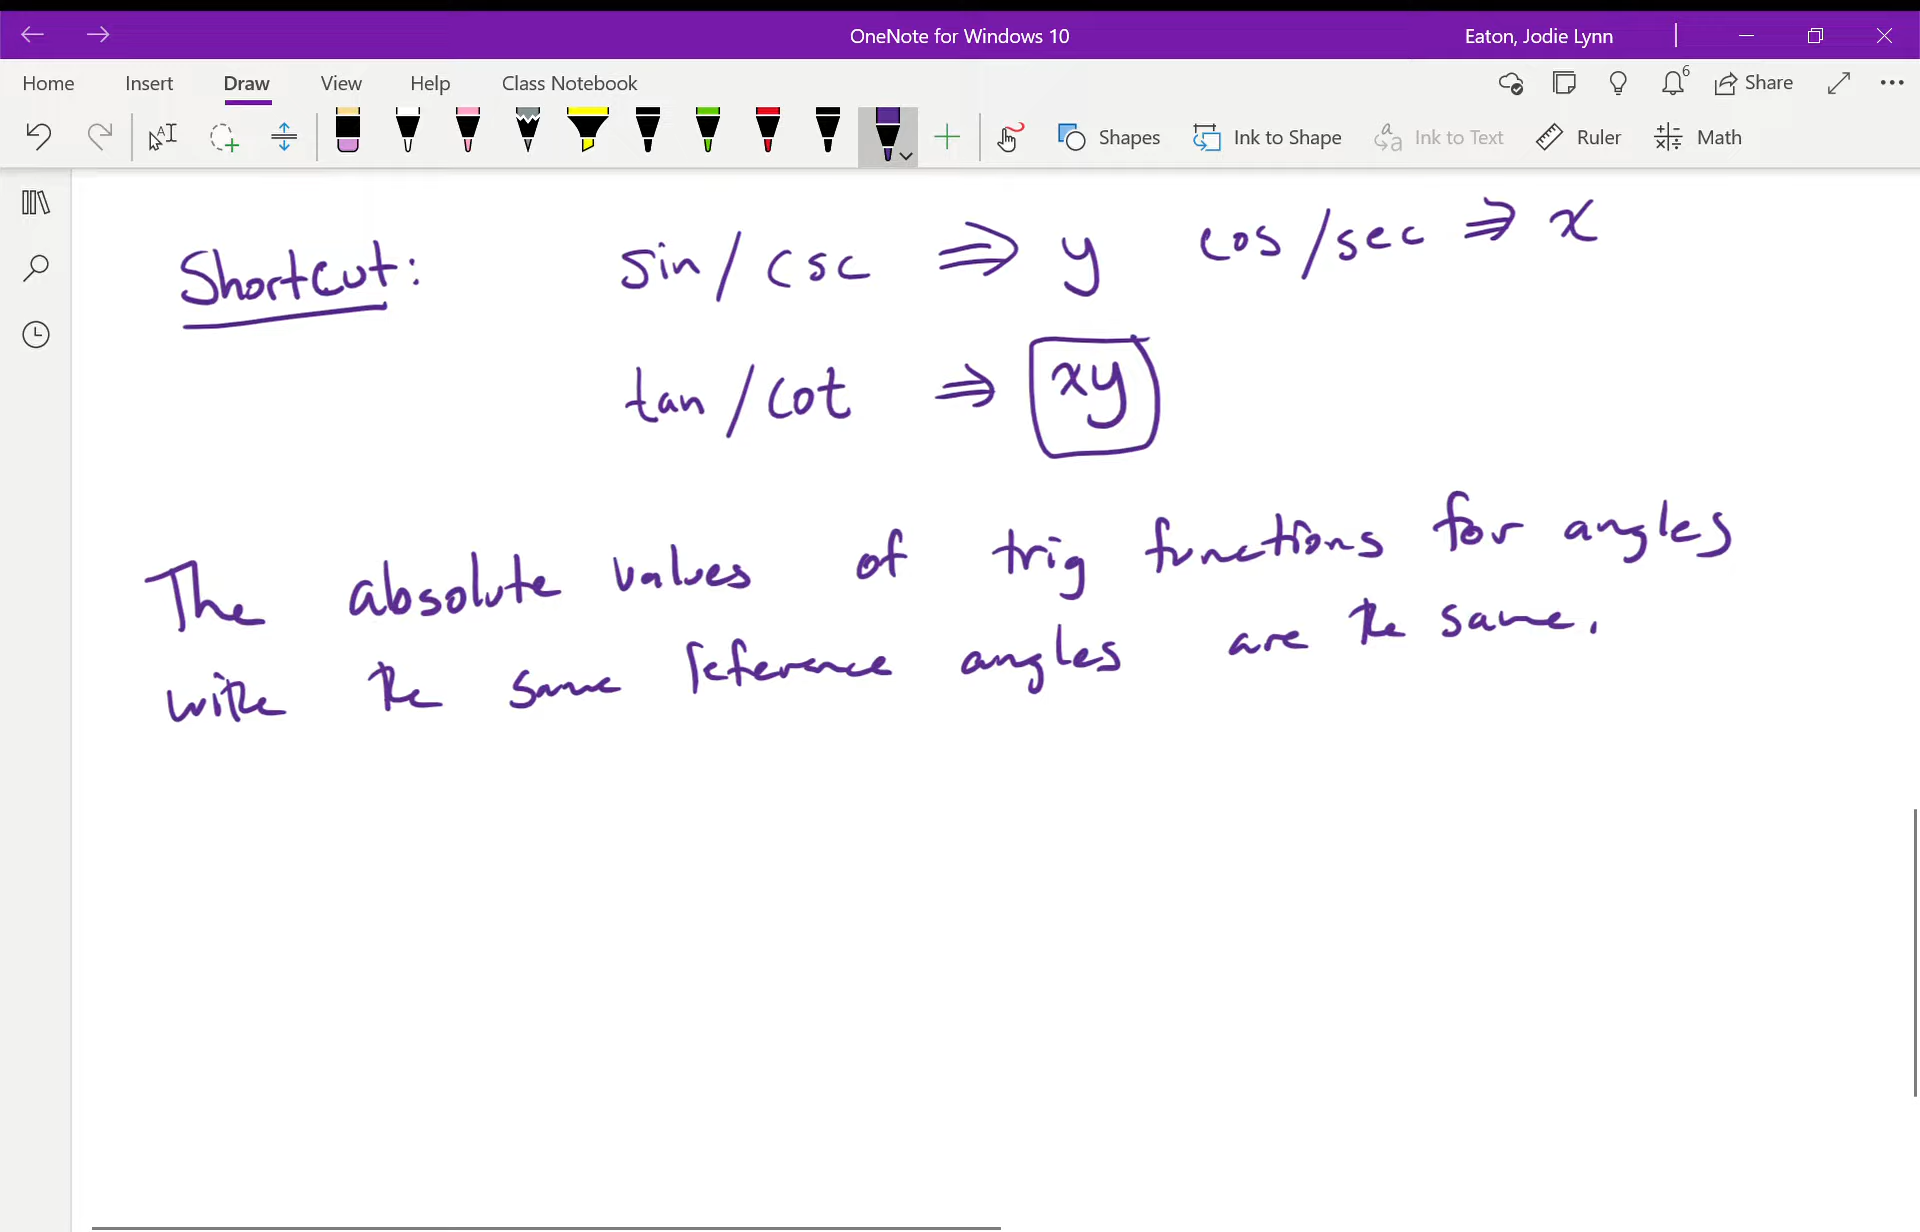 OneNote for Windows 10
Eaton, Jodie Lynn
Home Insert Draw View Help Class Notebook
6 Share
Shapes Ink to Shape Ink to Text Ruler Math
Shortcut: sin/csc ⇒ y cos/sec ⇒ x
tan/cot ⇒ xy
The absolute values of trig functions for angles
with the same reference angles are the same.